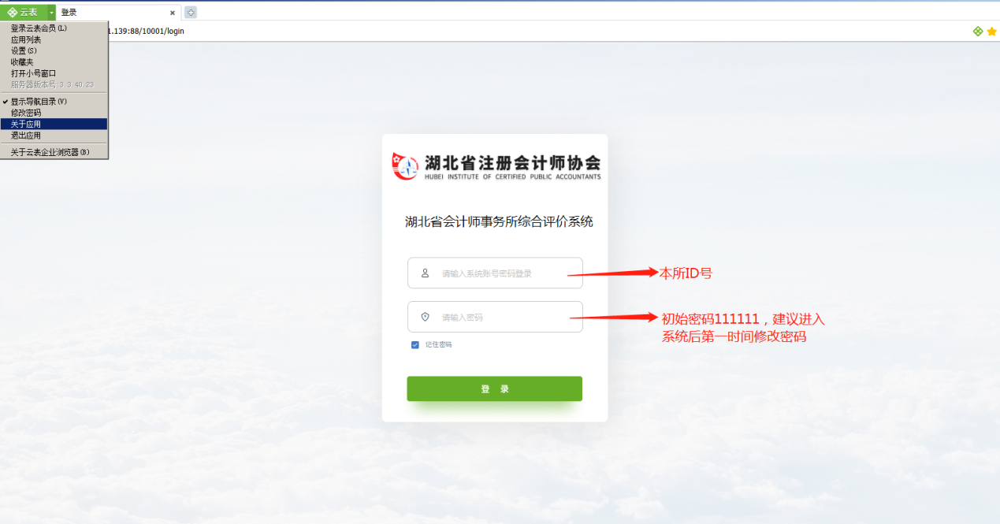 云表
登录
登录云表会员(L)
应用列表
设置(S)
收藏夹
打开小号窗口
服务器版本号:3.3.40.23
显示导航目录(V)
修改密码
关于应用
退出应用
关于云表企业浏览器(B)
1.139:88/10001/login
湖北省注册会计师协会
HUBEI INSTITUTE OF CERTIFIED PUBLIC ACCOUNTANTS
湖北省会计师事务所综合评价系统
请输入系统账号密码登录
本所ID号
请输入密码
初始密码111111，建议进入
系统后第一时间修改密码
记住密码
登 录